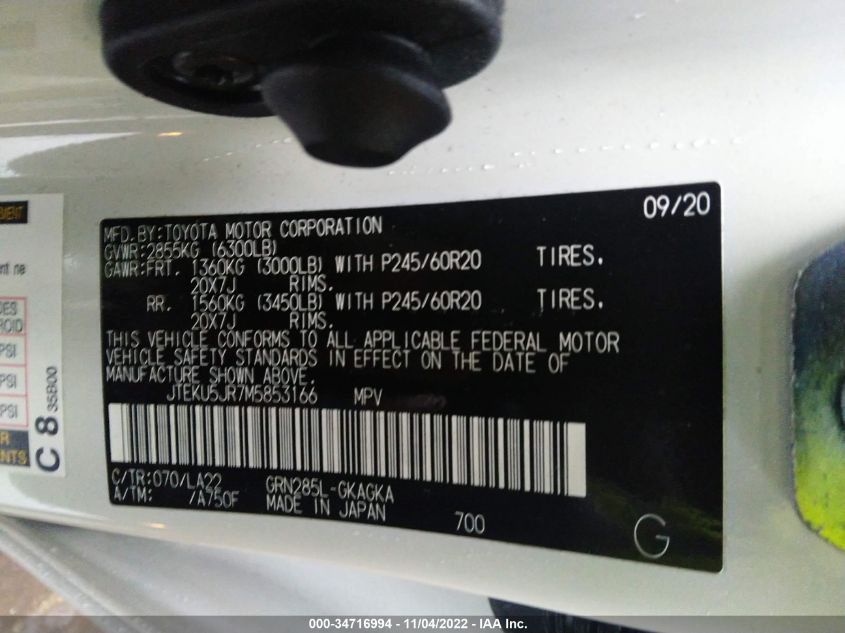 09/20
MFD.BY:TOYOTA MOTOR CORPORATION
GVWR:2855KG (6300LB)
GAWR:FRT. 1360KG (3000LB) WITH P245/60R20 TIRES.
20X7J RIMS.
RR. 1560KG (3450LB) WITH P245/60R20 TIRES.
20X7J RIMS.
THIS VEHICLE CONFORMS TO ALL APPLICABLE FEDERAL MOTOR
VEHICLE SAFETY STANDARDS IN EFFECT ON THE DATE OF
MANUFACTURE SHOWN ABOVE.
JTEKU5JR7M5853166 MPV
C/TR:070/LA22 GRN285L-GKAGKA
A/TM: /A750F MADE IN JAPAN
700
G
PSI
PSI
C 8 35B00
000-34716994 - 11/04/2022 - IAA Inc.